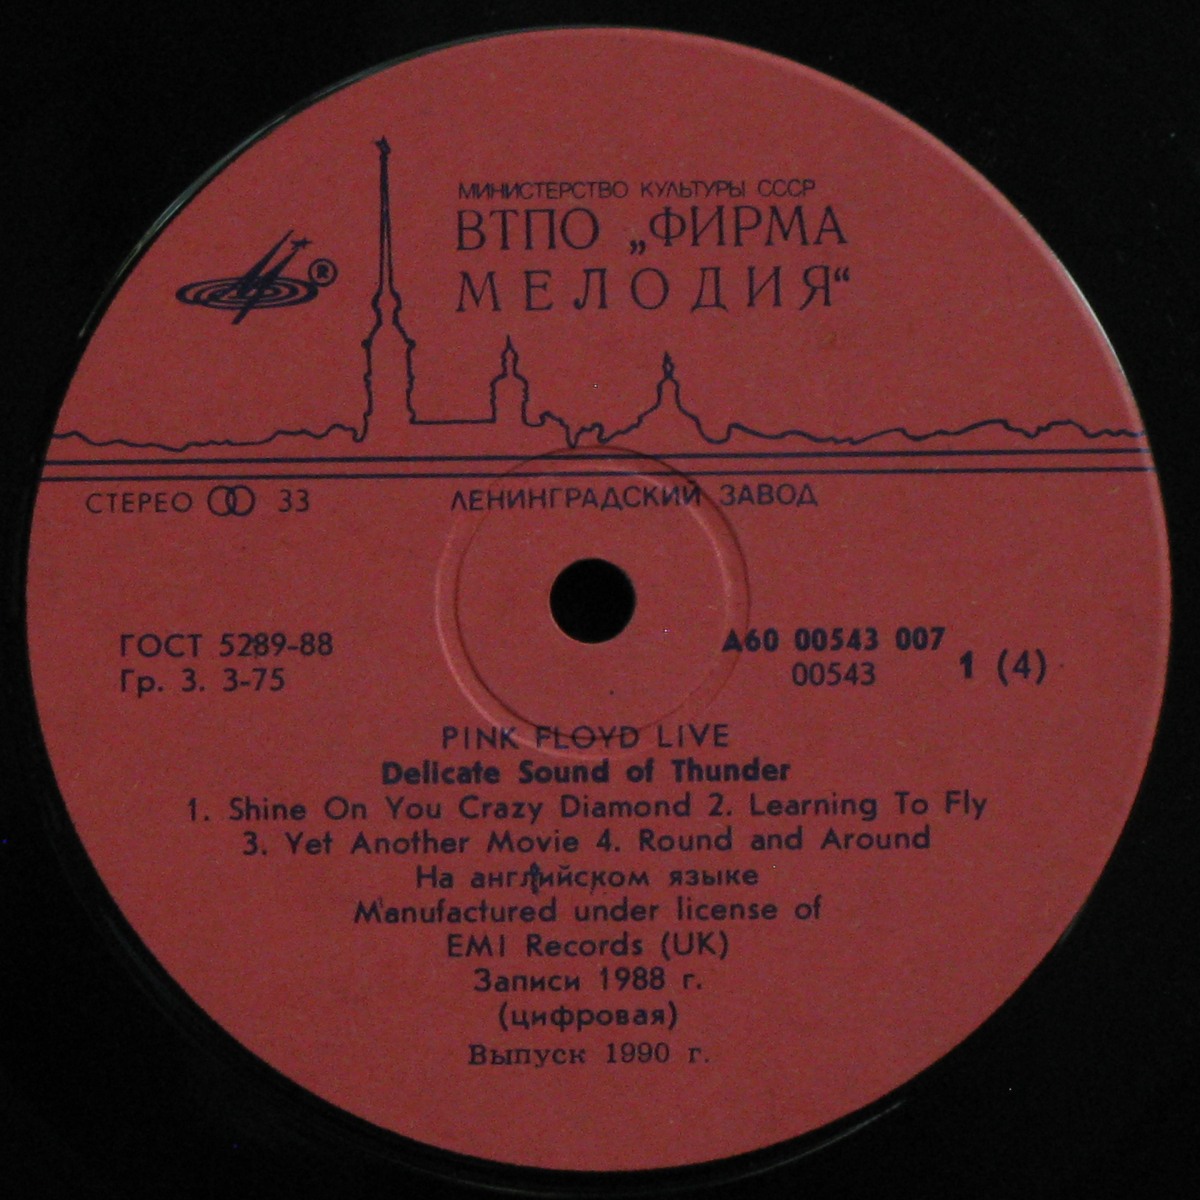 МИНИСТЕРСТВО КУЛЬТУРЫ СССР
ВТПО „ФИРМА
МЕЛОДИЯ“
®
СТЕРЕО 33
ЛЕНИНГРАДСКИЙ ЗАВОД
ГОСТ 5289-88
Гр. 3. 3-75
А60 00543 007
00543
1 (4)
PINK FLOYD LIVE
Delicate Sound of Thunder
1. Shine On You Crazy Diamond 2. Learning To Fly
3. Yet Another Movie 4. Round and Around
На английском языке
Manufactured under license of
EMI Records (UK)
Записи 1988 г.
(цифровая)
Выпуск 1990 г.